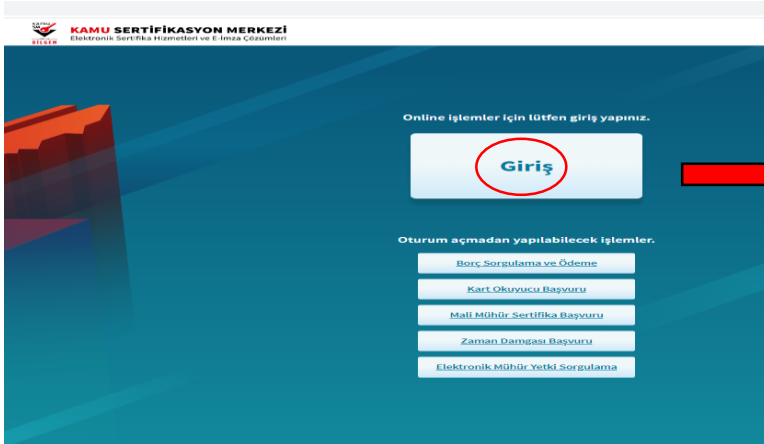 BİLGEM
KAMU SERTİFİKASYON MERKEZİ
Elektronik Sertifika Hizmetleri ve E-İmza Çözümleri
Online işlemler için lütfen giriş yapınız.
Giriş
Oturum açmadan yapılabilecek işlemler.
Borç Sorgulama ve Ödeme
Kart Okuyucu Başvuru
Mali Mühür Sertifika Başvuru
Zaman Damgası Başvuru
Elektronik Mühür Yetki Sorgulama